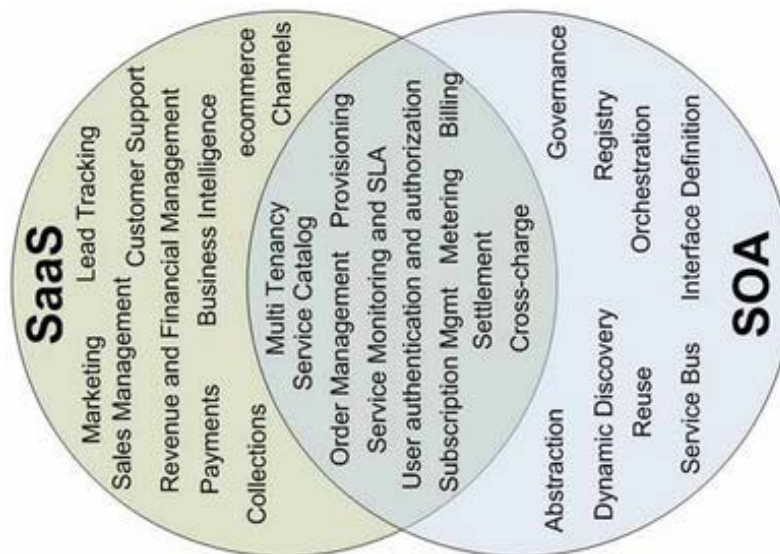 SaaS
Marketing Lead Tracking
Sales Management Customer Support
Revenue and Financial Management
Payments Business Intelligence
Collections ecommerce
Channels
Multi Tenancy
Service Catalog
Order Management Provisioning
Service Monitoring and SLA
User authentication and authorization
Subscription Mgmt Metering Billing
Settlement
Cross-charge
Abstraction Governance
Dynamic Discovery Registry
Reuse Orchestration
Service Bus Interface Definition
SOA